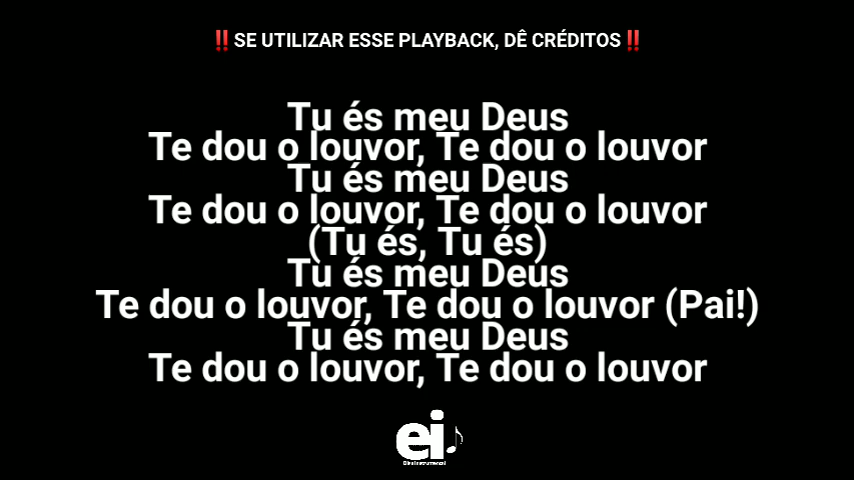 ‼️SE UTILIZAR ESSE PLAYBACK, DÊ CRÉDITOS‼️
Tu és meu Deus
Te dou o louvor, Te dou o louvor
Tu és meu Deus
Te dou o louvor, Te dou o louvor
(Tu és, Tu és)
Tu és meu Deus
Te dou o louvor, Te dou o louvor (Pai!)
Tu és meu Deus
Te dou o louvor, Te dou o louvor
ei